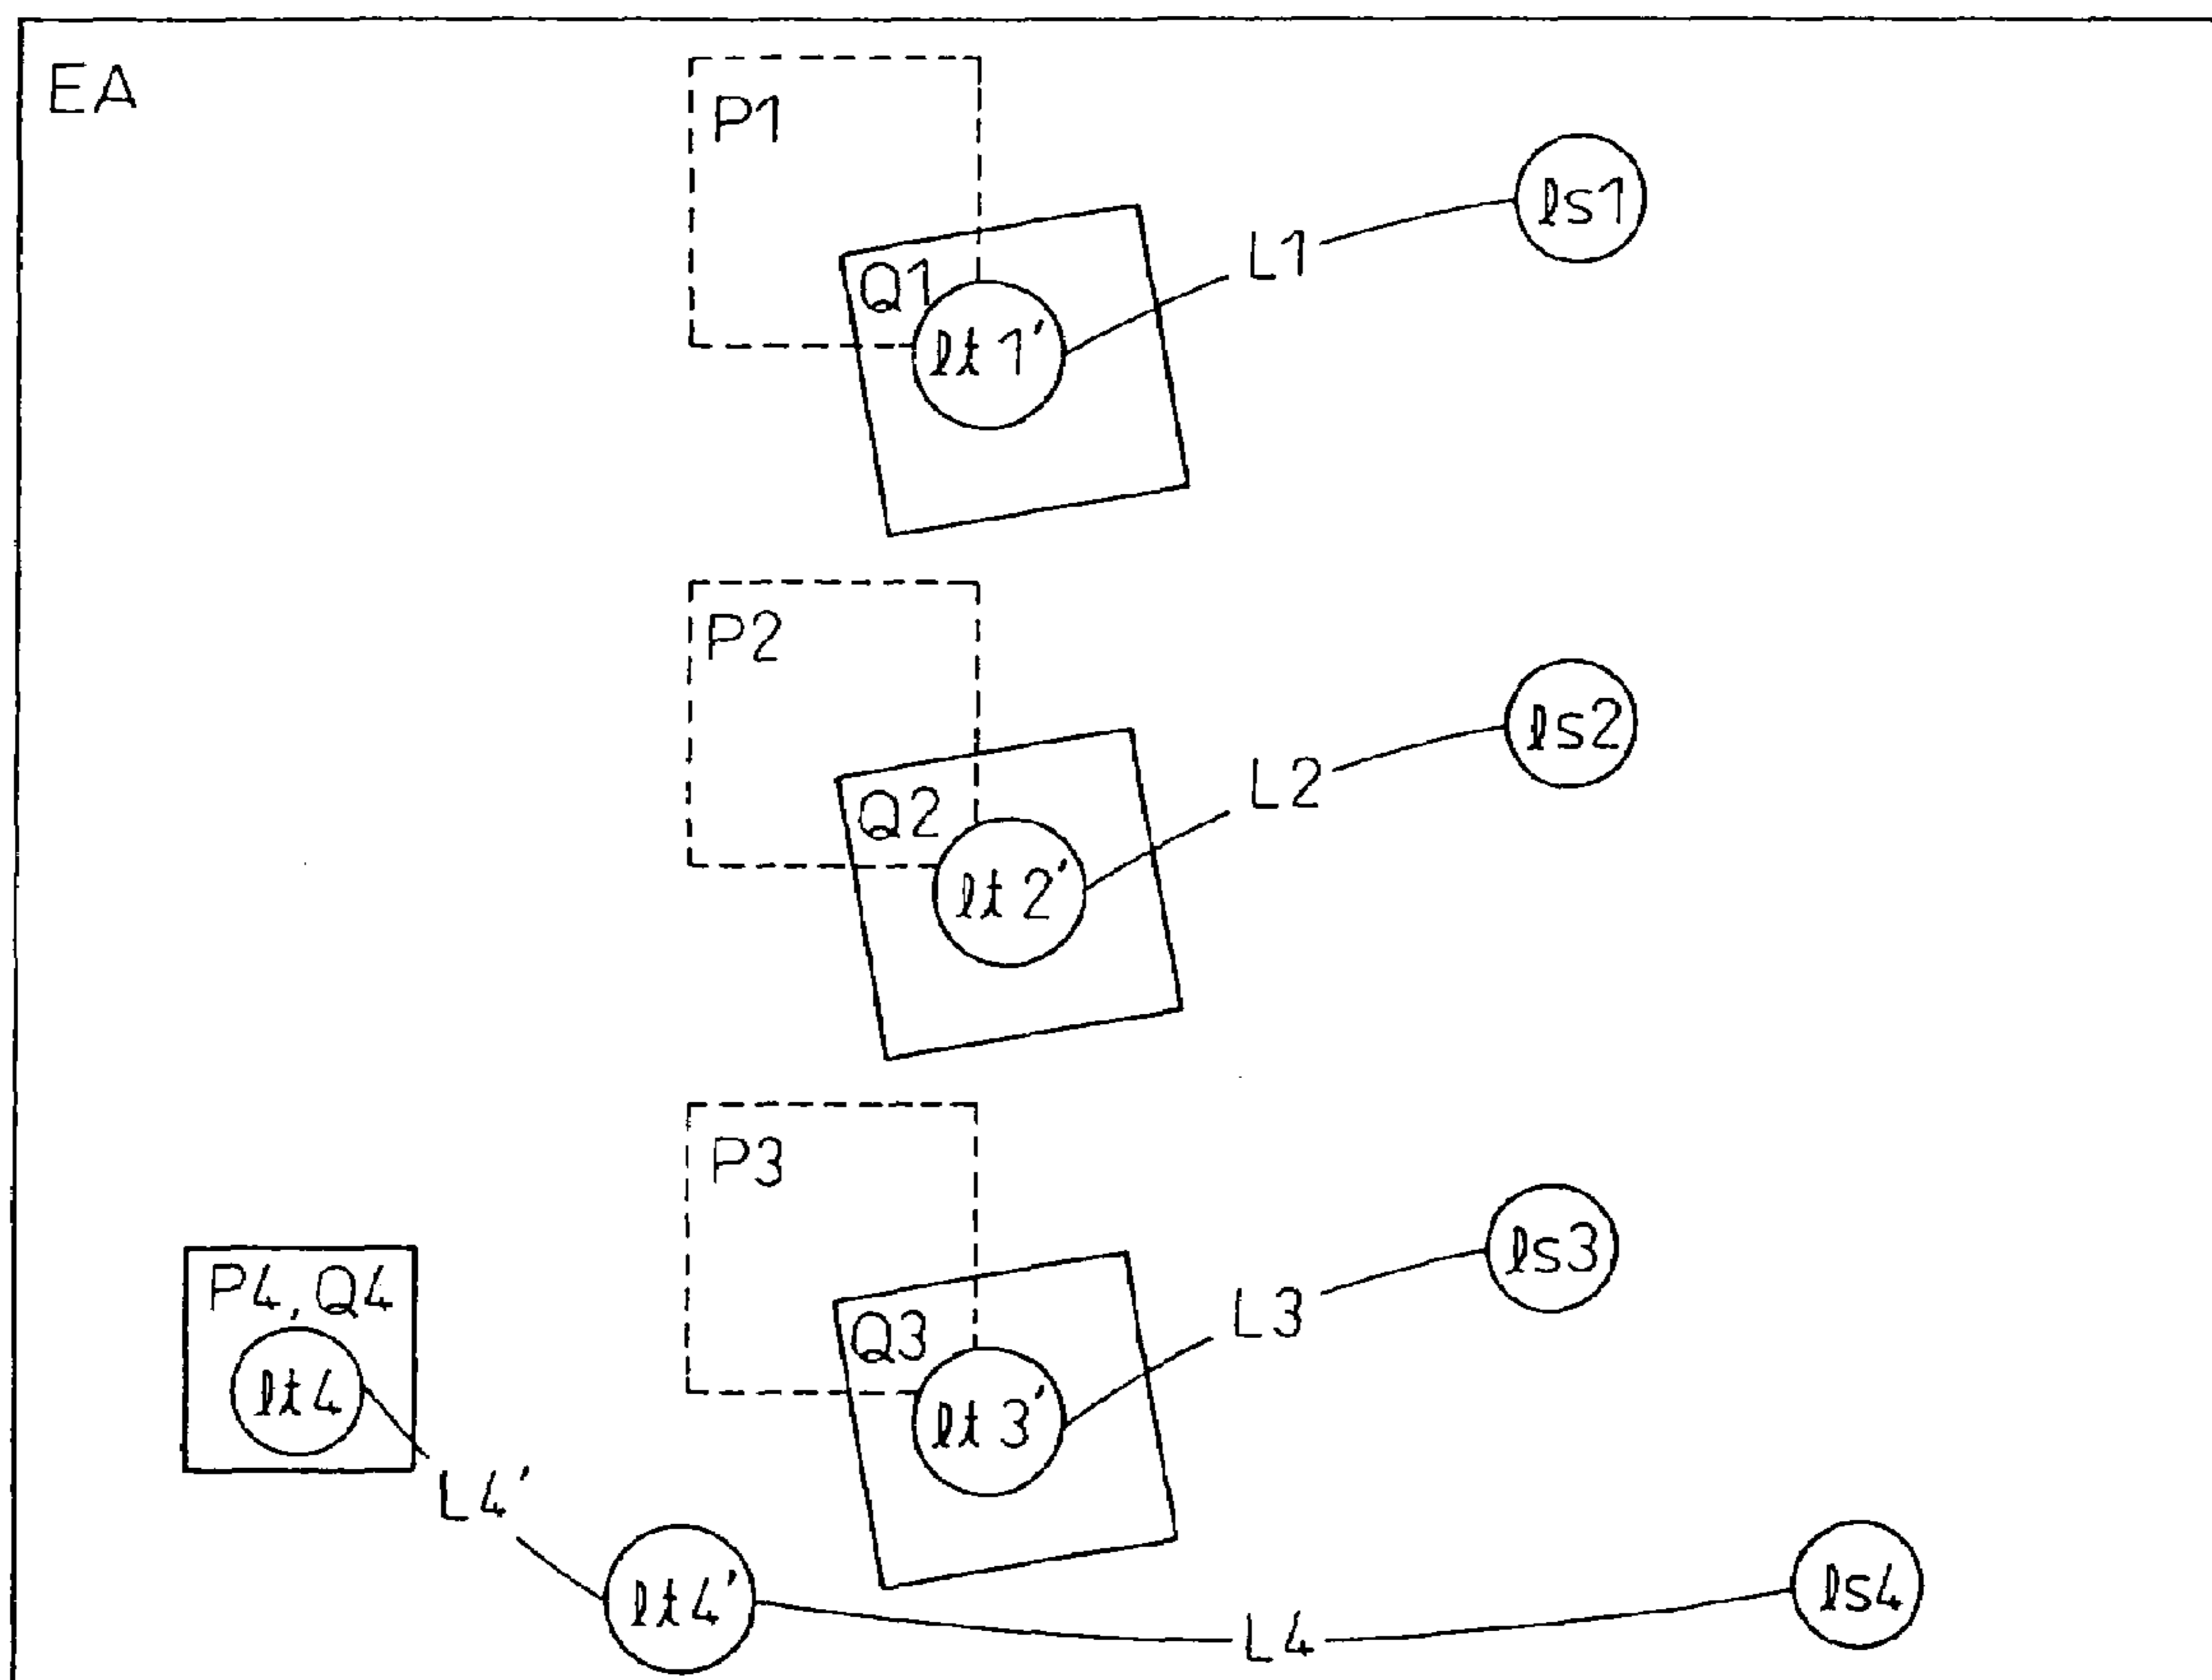 EA
P1
ls1
L1
Q1
lt1'
P2
ls2
L2
Q2
lt2'
P3
ls3
P4, Q4
L3
Q3
lt4
lt3'
L4'
lt4'
ls4
L4